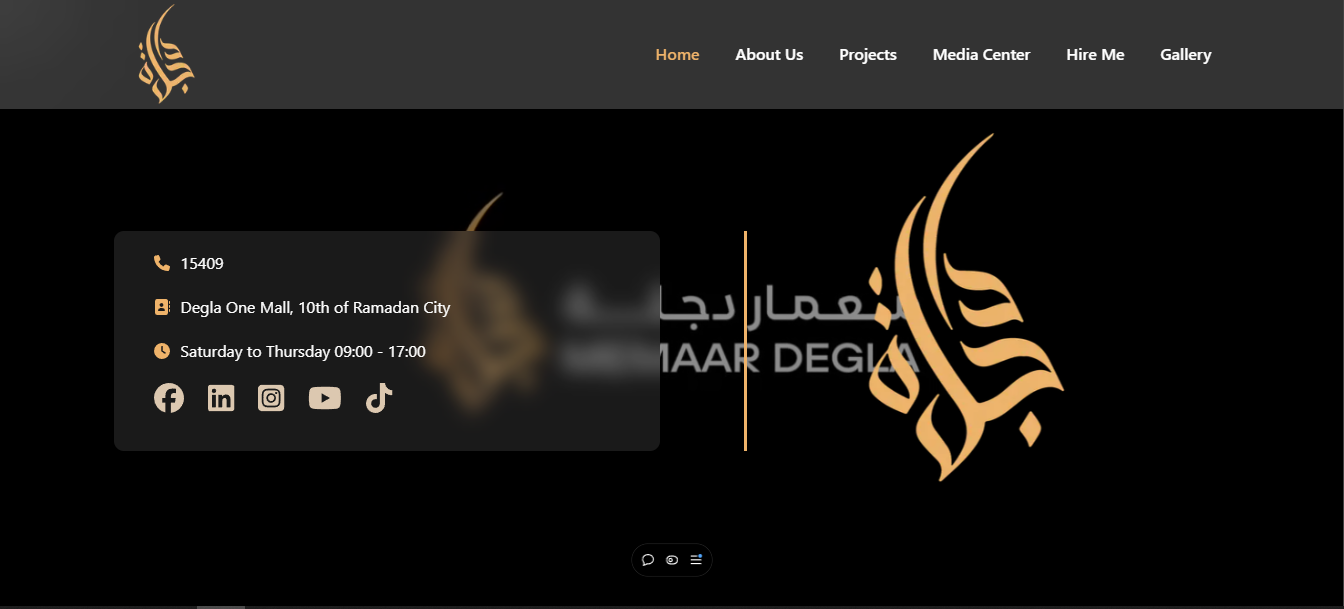 Home About Us Projects Media Center Hire Me Gallery
15409
Degla One Mall, 10th of Ramadan City
Saturday to Thursday 09:00 - 17:00
معمار دجلة
MEMAAR DEGLA